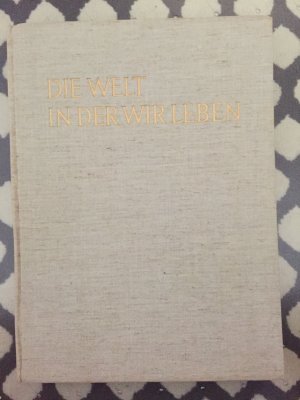 DIE WELT
IN DER WIR LEBEN